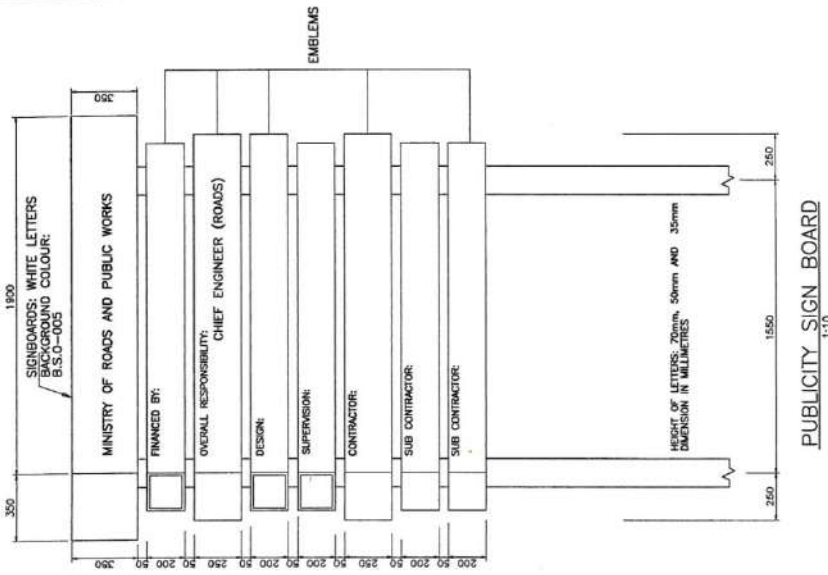 350
1900
SIGNBOARDS: WHITE LETTERS
BACKGROUND COLOUR:
B.S.O-005
350
EMBLEMS
350
MINISTRY OF ROADS AND PUBLIC WORKS
50
200
FINANCED BY:
50
250
OVERALL RESPONSIBILITY:
CHIEF ENGINEER (ROADS)
50
200
DESIGN:
50
200
SUPERVISION:
50
250
CONTRACTOR:
50
200
SUB CONTRACTOR:
50
200
SUB CONTRACTOR:
HEIGHT OF LETTERS: 70mm, 50mm AND 35mm
DIMENSION IN MILLIMETRES
250
1550
250
PUBLICITY SIGN BOARD
1:10